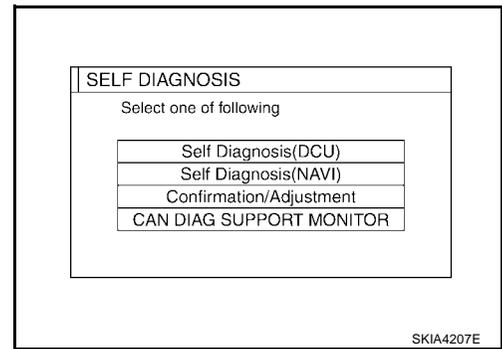 SELF DIAGNOSIS
Select one of following
Self Diagnosis(DCU)
Self Diagnosis(NAVI)
Confirmation/Adjustment
CAN DIAG SUPPORT MONITOR
SKIA4207E